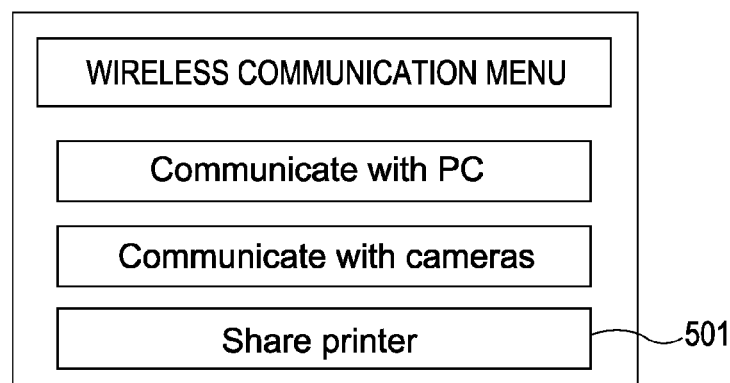 WIRELESS COMMUNICATION MENU
Communicate with PC
Communicate with cameras
Share printer 501